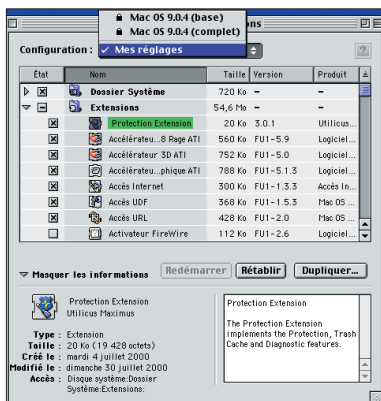 Mac OS 9.0.4 (base)
Mac OS 9.0.4 (complet)
Configuration : ✓ Mes réglages
ns
État Nom Taille Version Produit
Dossier Système 720 Ko – –
Extensions 54,6 Mo – –
Protection Extension 20 Ko 3.0.1 Utilicus...
Accélérateu...8 Rage ATI 560 Ko FU1-5.9 Logiciel...
Accélérateur 3D ATI 752 Ko FU1-5.0 Logiciel...
Accélérateu...phique ATI 788 Ko FU1-5.1.3 Logiciel...
Accès Internet 300 Ko FU1-1.3.3 Accès In...
Accès UDF 368 Ko FU1-1.5.3 Mac OS ...
Accès URL 428 Ko FU1-2.0 Mac OS ...
Activateur FireWire 112 Ko FU1-2.6 Logiciel...
Masquer les informations Redémarrer Rétablir Dupliquer...
Protection Extension
Utilicus Maximus
Type : Extension
Taille : 20 Ko (19 428 octets)
Créé le : mardi 4 juillet 2000
Modifié le : dimanche 30 juillet 2000
Accès : Disque système:Dossier
Système:Extensions:
Protection Extension
The Protection Extension
implements the Protection, Trash
Cache and Diagnostic features.